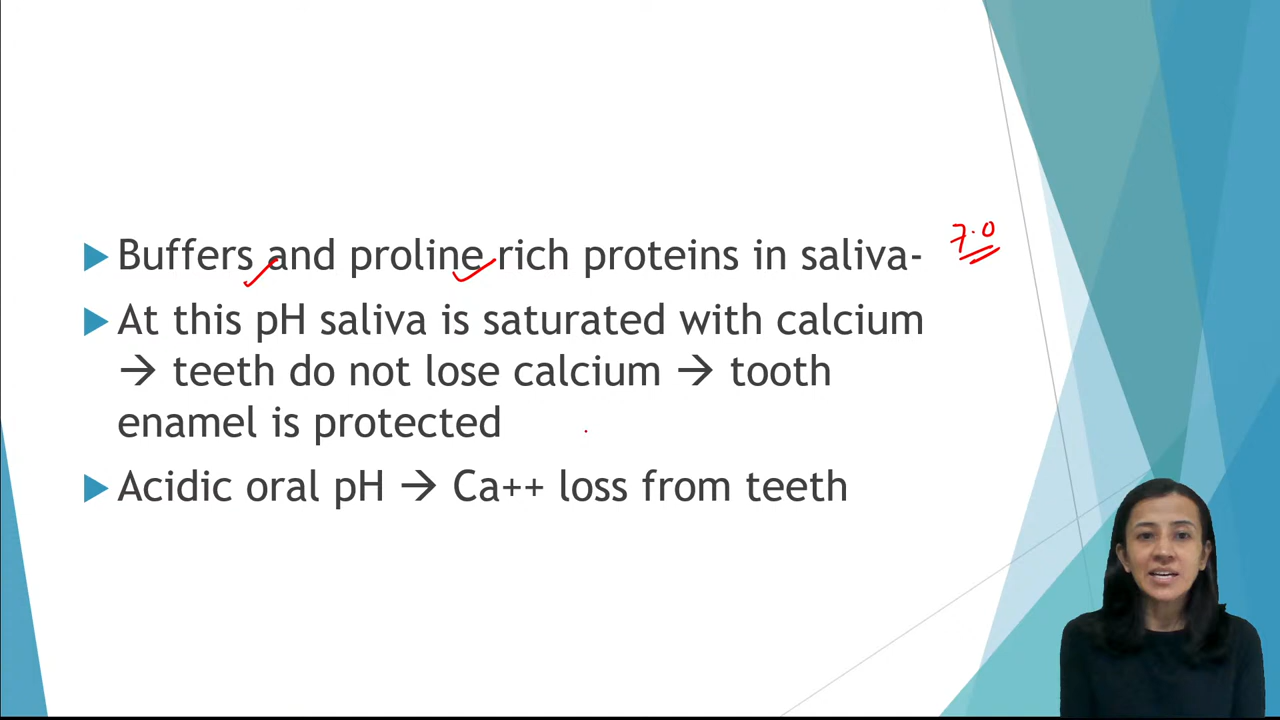 Buffers and proline rich proteins in saliva- 7.0
At this pH saliva is saturated with calcium
→ teeth do not lose calcium → tooth
enamel is protected
Acidic oral pH → Ca++ loss from teeth